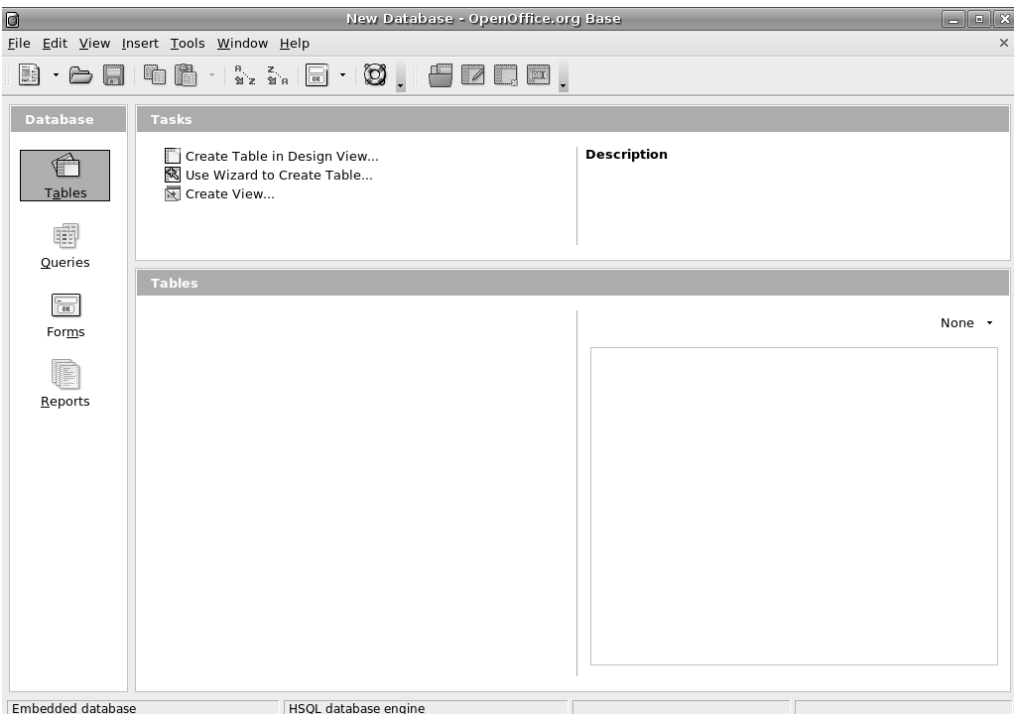 New Database - OpenOffice.org Base
File Edit View Insert Tools Window Help
Database
Tables
Queries
Forms
Reports
Tasks
Create Table in Design View...
Use Wizard to Create Table...
Create View...
Description
Tables
None
Embedded database
HSQL database engine